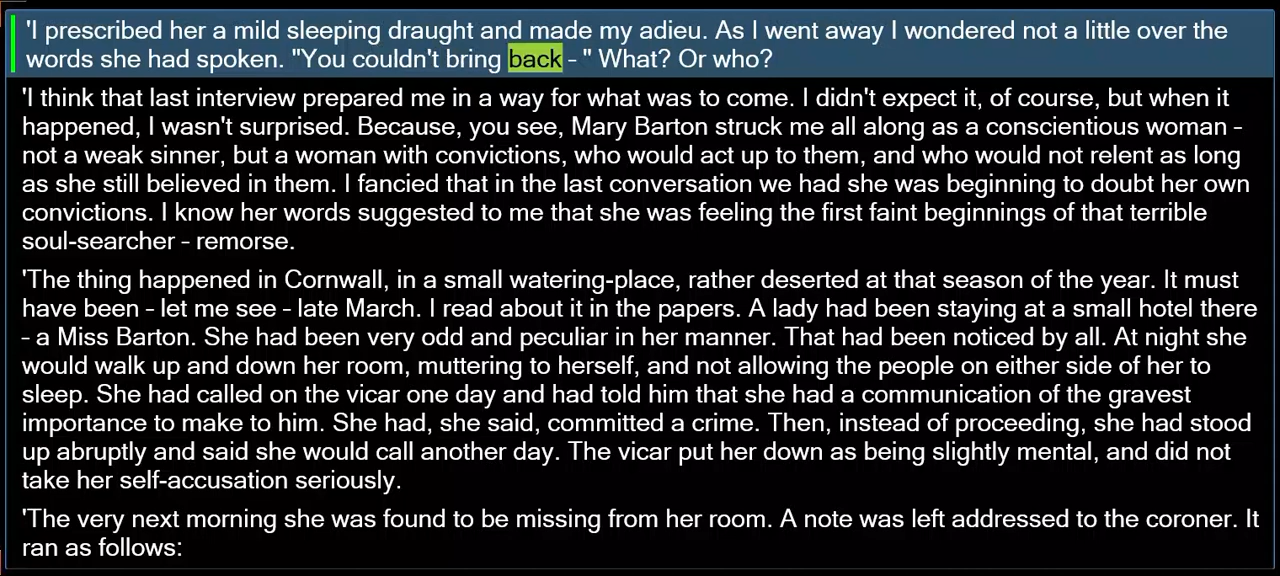 'I prescribed her a mild sleeping draught and made my adieu. As I went away I wondered not a little over the
words she had spoken. "You couldn't bring back – " What? Or who?
'I think that last interview prepared me in a way for what was to come. I didn't expect it, of course, but when it
happened, I wasn't surprised. Because, you see, Mary Barton struck me all along as a conscientious woman –
not a weak sinner, but a woman with convictions, who would act up to them, and who would not relent as long
as she still believed in them. I fancied that in the last conversation we had she was beginning to doubt her own
convictions. I know her words suggested to me that she was feeling the first faint beginnings of that terrible
soul-searcher – remorse.
'The thing happened in Cornwall, in a small watering-place, rather deserted at that season of the year. It must
have been – let me see – late March. I read about it in the papers. A lady had been staying at a small hotel there
– a Miss Barton. She had been very odd and peculiar in her manner. That had been noticed by all. At night she
would walk up and down her room, muttering to herself, and not allowing the people on either side of her to
sleep. She had called on the vicar one day and had told him that she had a communication of the gravest
importance to make to him. She had, she said, committed a crime. Then, instead of proceeding, she had stood
up abruptly and said she would call another day. The vicar put her down as being slightly mental, and did not
take her self-accusation seriously.
'The very next morning she was found to be missing from her room. A note was left addressed to the coroner. It
ran as follows: